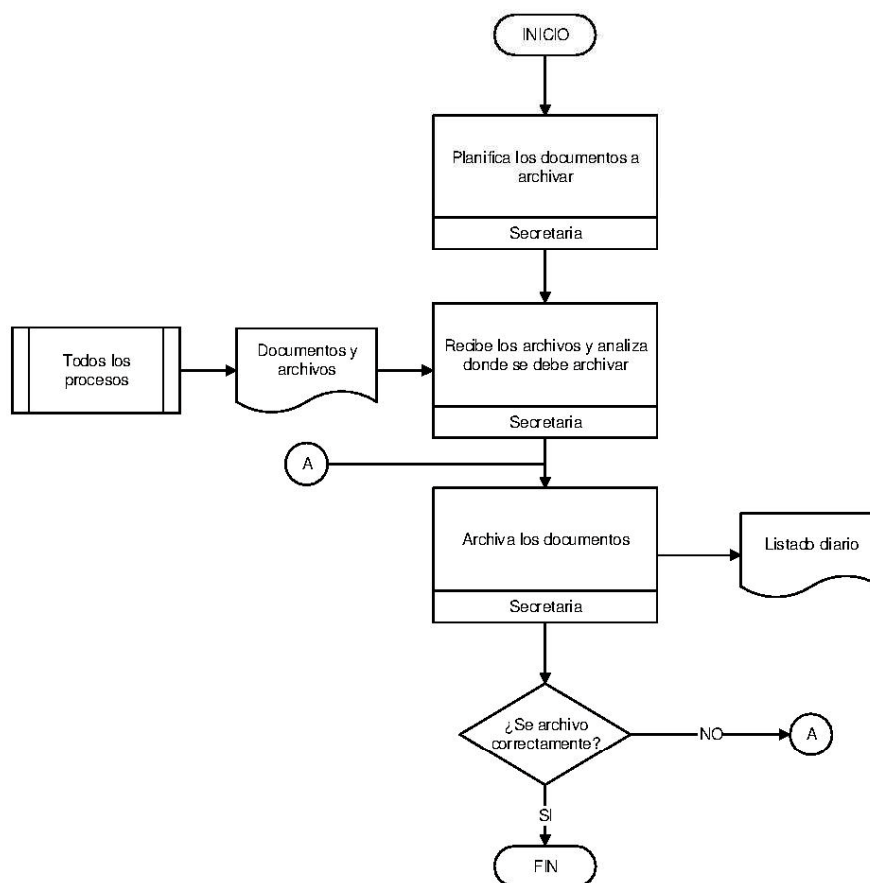 INICIO
Planifica los documentos a
archivar
Secretaria
Todos los
procesos
Documentos y
archivos
Recibe los archivos y analiza
donde se debe archivar
Secretaria
A
Archiva los documentos
Secretaria
Listado diario
¿Se archivo
correctamente?
NO
A
SI
FIN